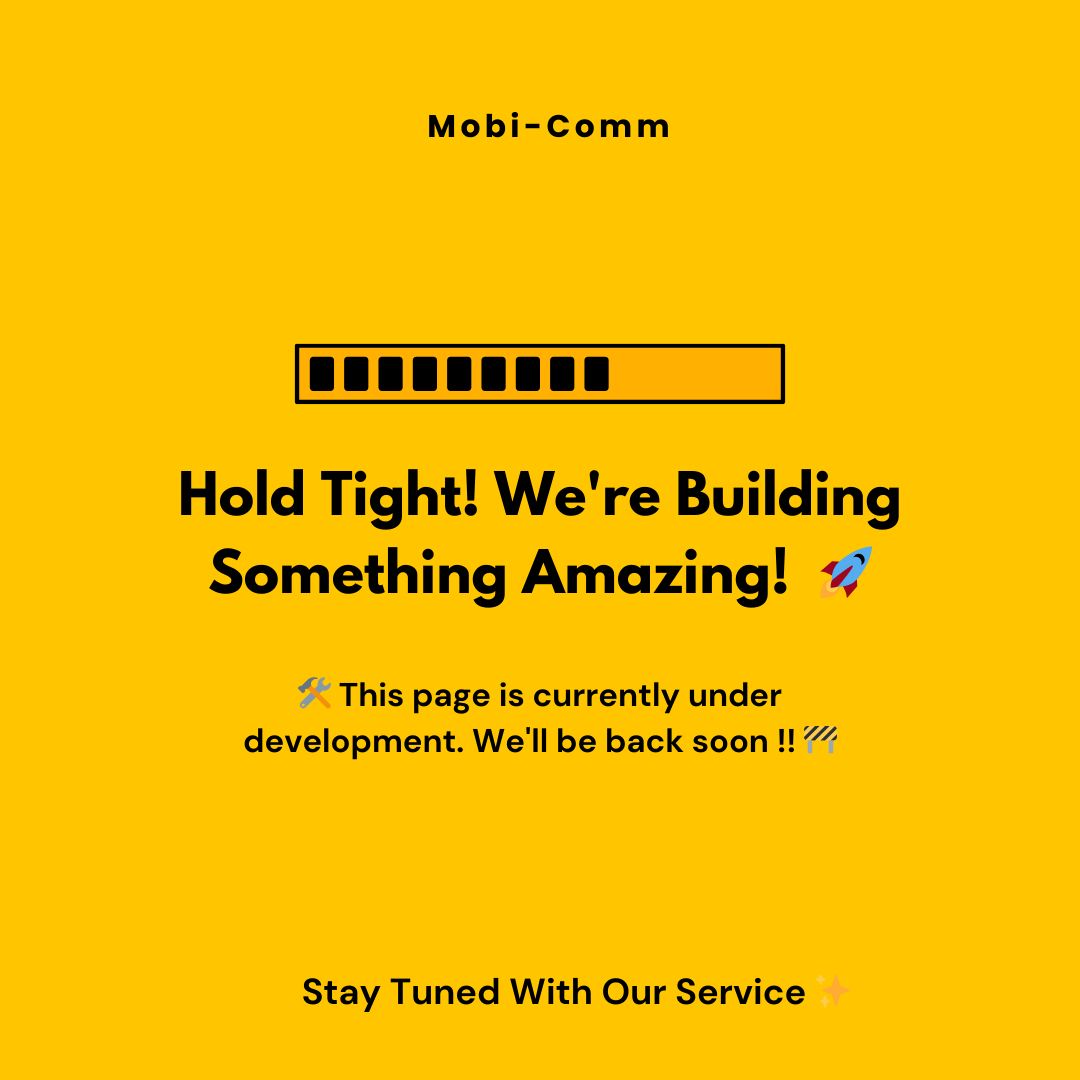 Mobi-Comm
Hold Tight! We're Building
Something Amazing! 🚀
🛠️ This page is currently under
development. We'll be back soon !! 🚧
Stay Tuned With Our Service ✨